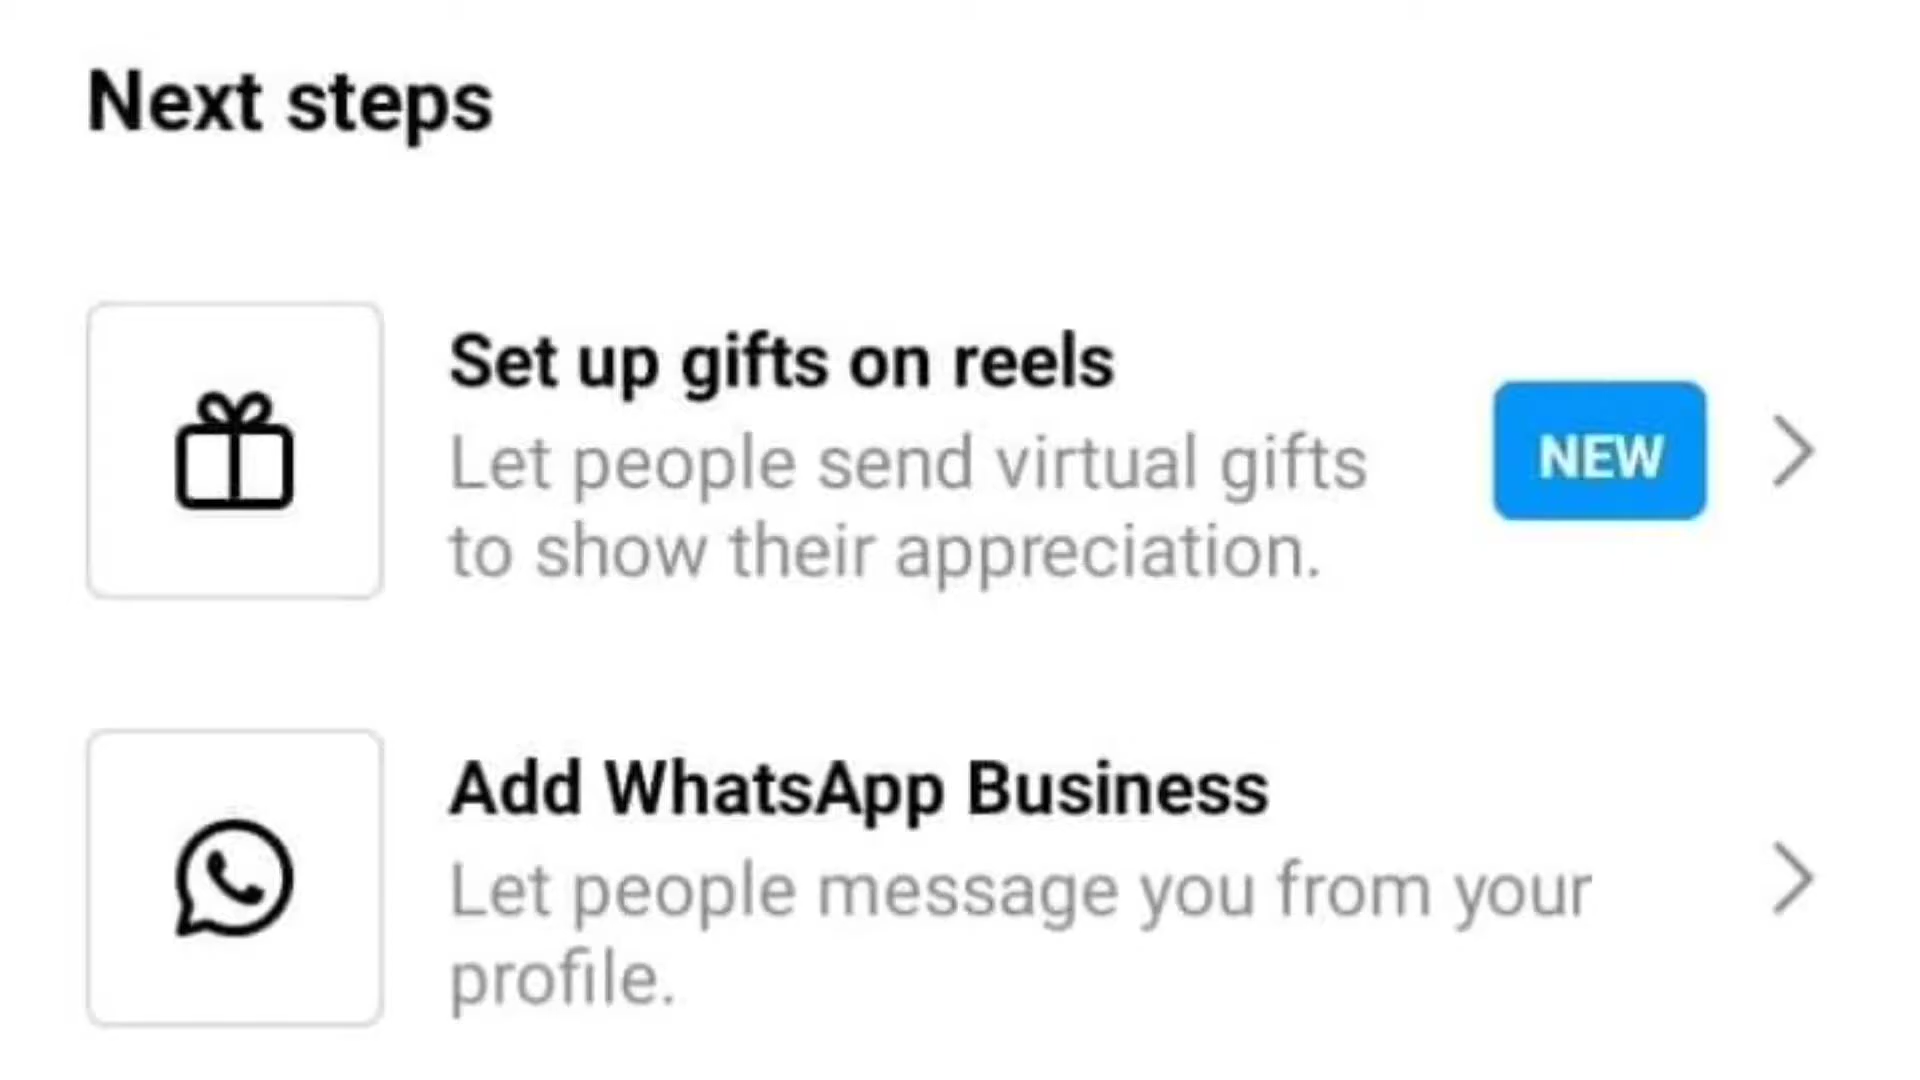 Next steps
Set up gifts on reels
Let people send virtual gifts
to show their appreciation.
NEW
Add WhatsApp Business
Let people message you from your
profile.